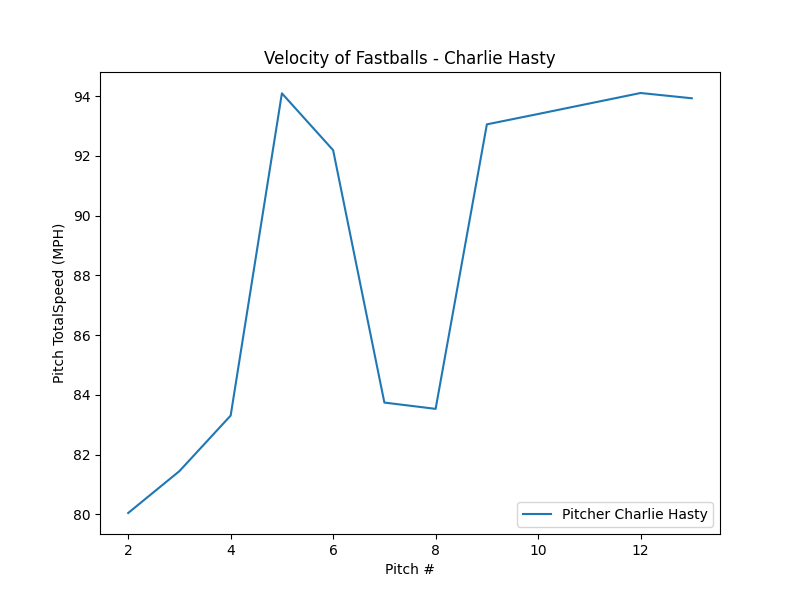 Velocity of Fastballs - Charlie Hasty
Pitch TotalSpeed (MPH)
94
92
90
88
86
84
82
80
2 4 6 8 10 12
Pitch #
Pitcher Charlie Hasty